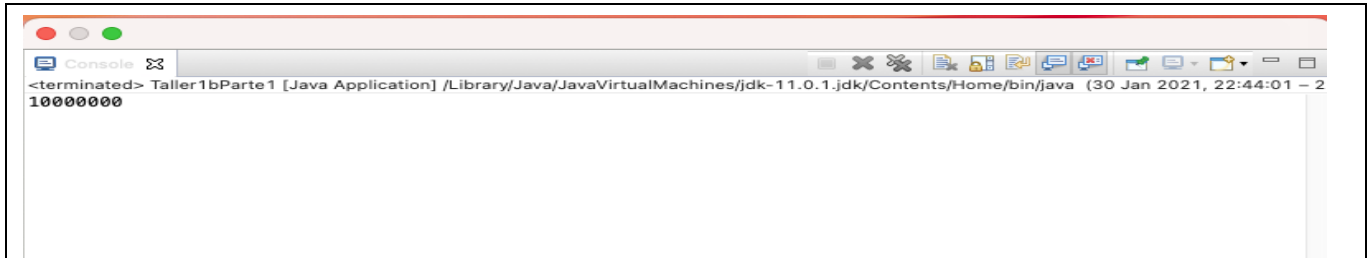 Console
<terminated> Taller1bParte1 [Java Application] /Library/Java/JavaVirtualMachines/jdk-11.0.1.jdk/Contents/Home/bin/java (30 Jan 2021, 22:44:01 – 2
10000000